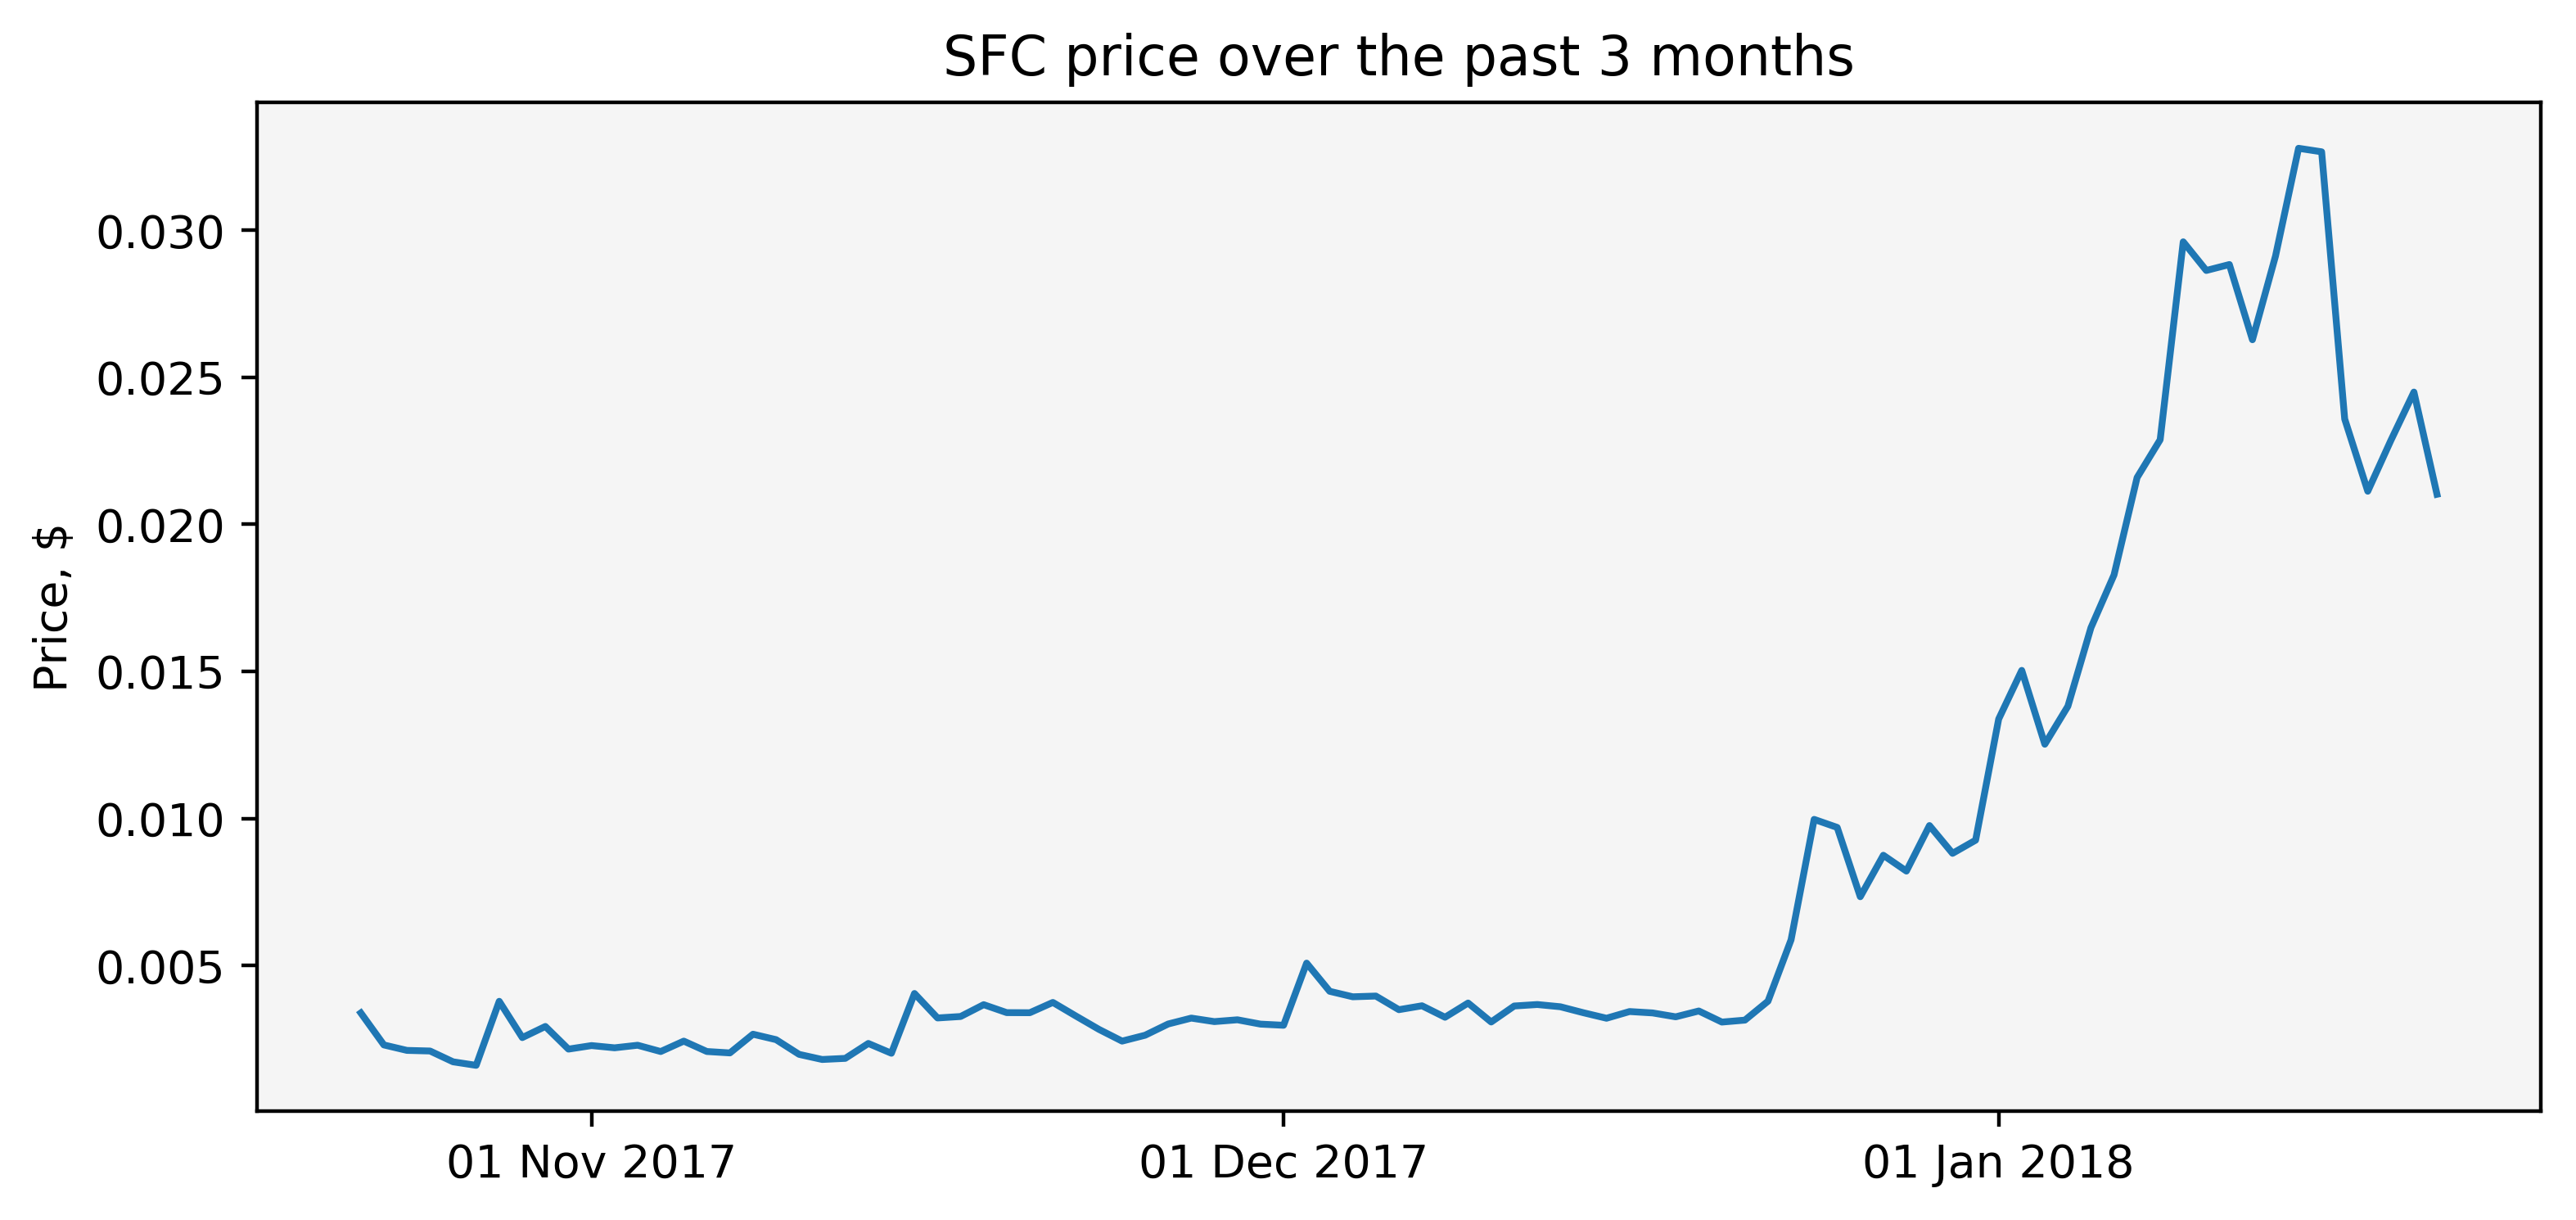 SFC price over the past 3 months
Price, $
0.030
0.025
0.020
0.015
0.010
0.005
01 Nov 2017
01 Dec 2017
01 Jan 2018